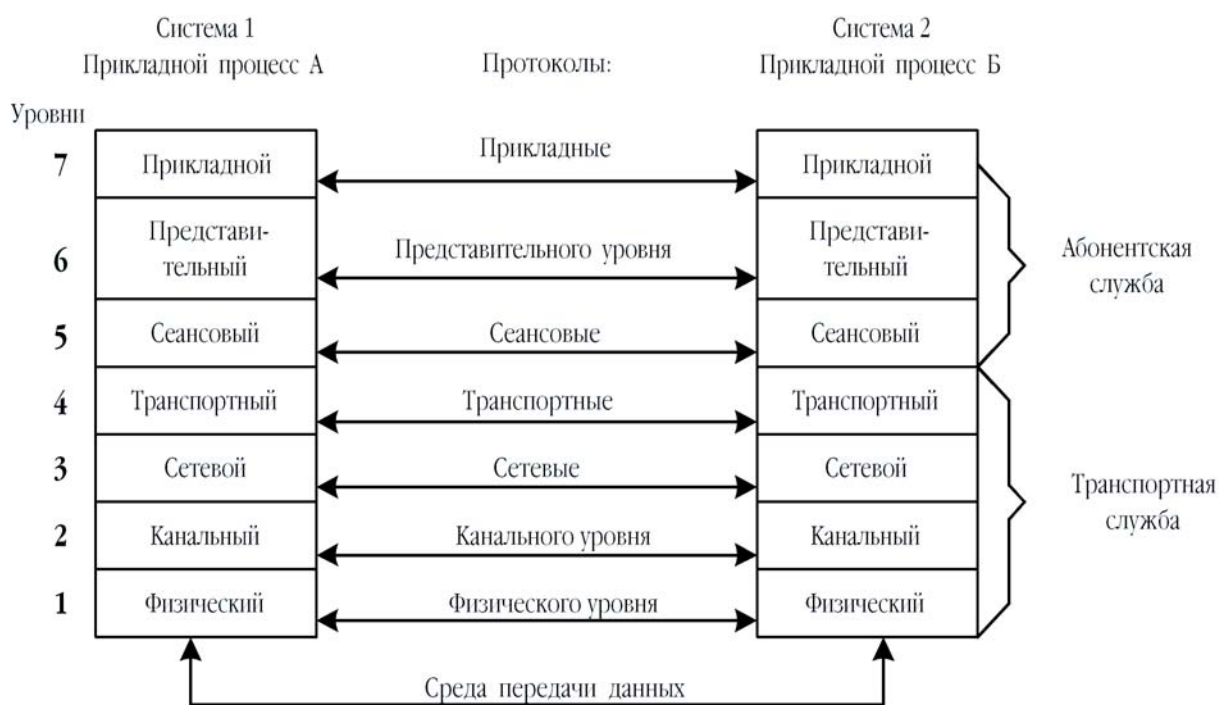 Система 1
Прикладной процесс А
Протоколы:
Система 2
Прикладной процесс Б
Уровни
7
Прикладной
Прикладные
Прикладной
6
Представи-
тельный
Представительного уровня
Представи-
тельный
Абонентская
служба
5
Сеансовый
Сеансовые
Сеансовый
4
Транспортный
Транспортные
Транспортный
3
Сетевой
Сетевые
Сетевой
Транспортная
служба
2
Канальный
Канального уровня
Канальный
1
Физический
Физического уровня
Физический
Среда передачи данных